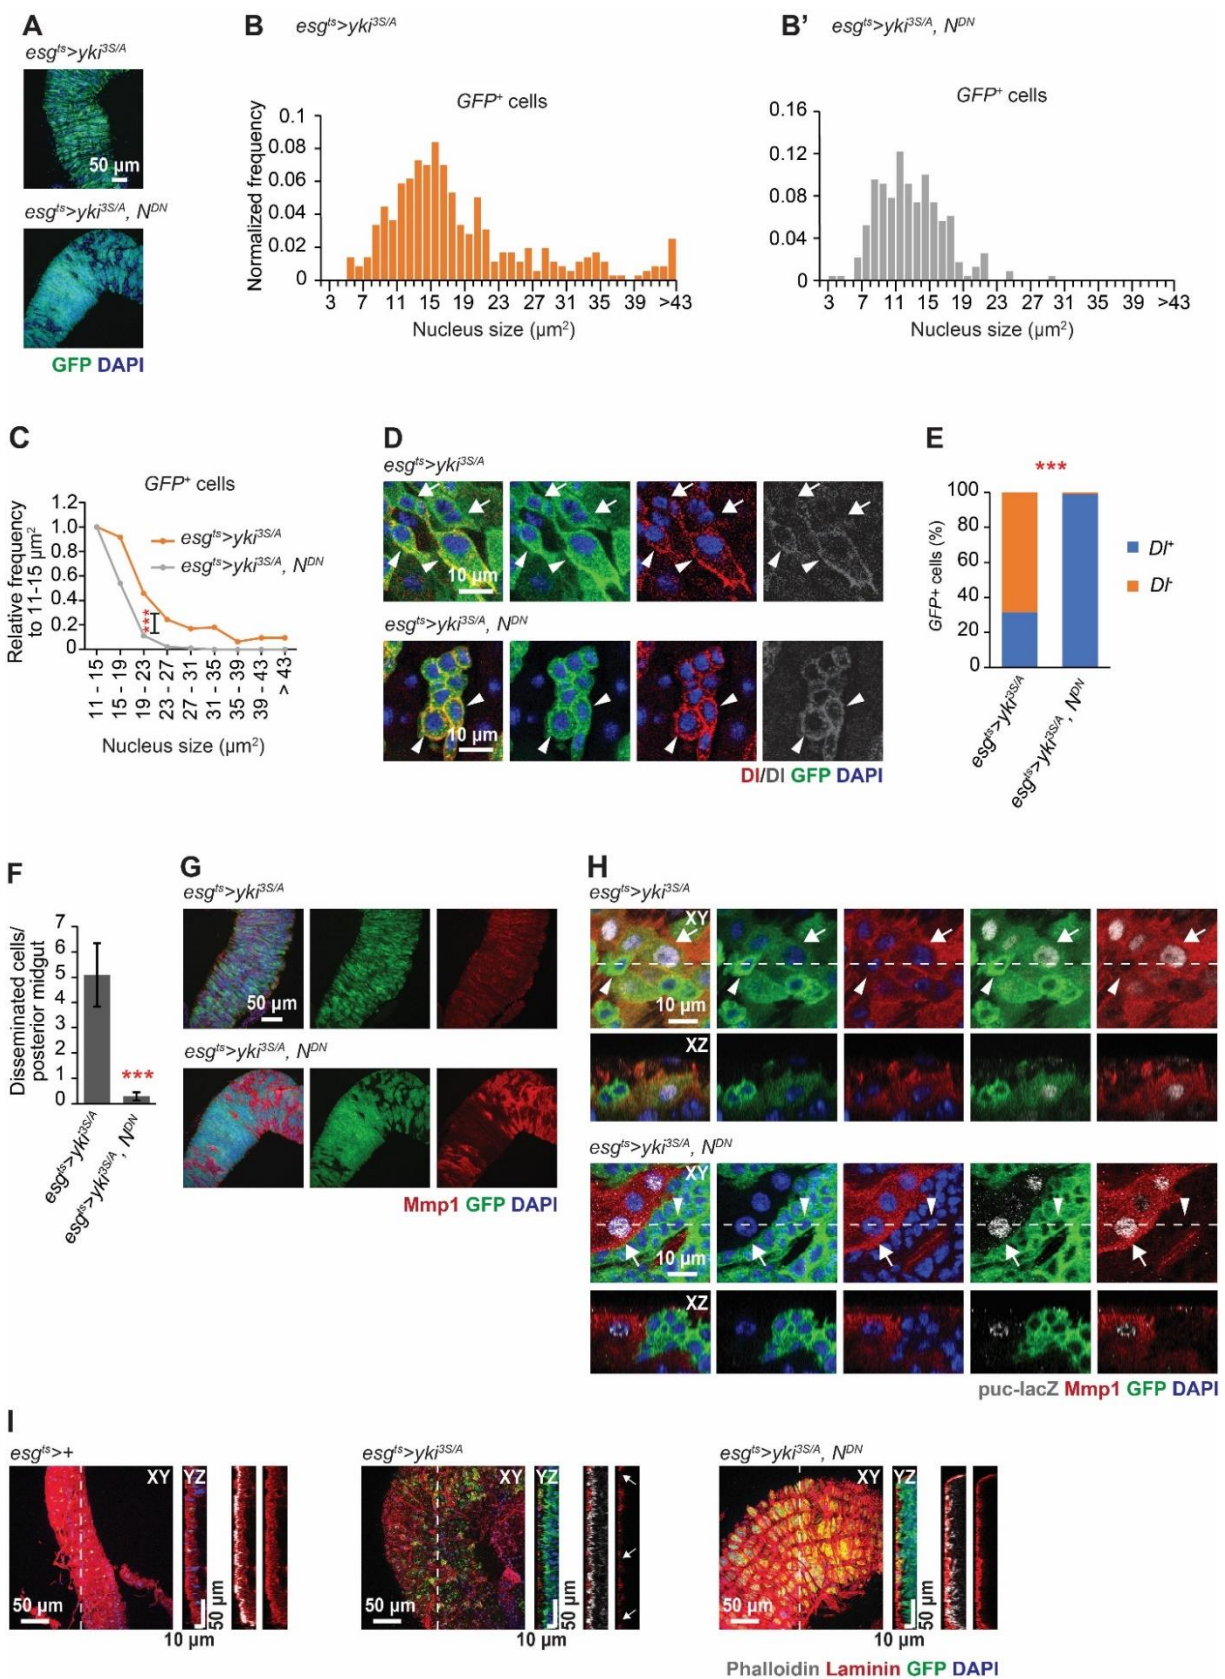 A
esgᵗˢ>yki³ˢ/ᴬ
50 µm
esgᵗˢ>yki³ˢ/ᴬ, Nᴰᴺ
GFP DAPI
B
esgᵗˢ>yki³ˢ/ᴬ
GFP⁺ cells
Normalized frequency
0.1
0.08
0.06
0.04
0.02
0
3 7 11 15 19 23 27 31 35 39 >43
Nucleus size (µm²)
B’
esgᵗˢ>yki³ˢ/ᴬ, Nᴰᴺ
GFP⁺ cells
0.16
0.12
0.08
0.04
0
3 7 11 15 19 23 27 31 35 39 >43
Nucleus size (µm²)
C
GFP⁺ cells
Relative frequency
to 11-15 µm²
1.2
1.0
0.8
0.6
0.4
0.2
0
esgᵗˢ>yki³ˢ/ᴬ
esgᵗˢ>yki³ˢ/ᴬ, Nᴰᴺ
***
11 - 15
15 - 19
19 - 23
23 - 27
27 - 31
31 - 35
35 - 39
39 - 43
> 43
Nucleus size (µm²)
D
esgᵗˢ>yki³ˢ/ᴬ
10 µm
esgᵗˢ>yki³ˢ/ᴬ, Nᴰᴺ
10 µm
Dl/Dl GFP DAPI
E
***
GFP+ cells (%)
100
80
60
40
20
0
Dl⁺
Dl⁻
esgᵗˢ>yki³ˢ/ᴬ
esgᵗˢ>yki³ˢ/ᴬ, Nᴰᴺ
F
Disseminated cells/
posterior midgut
7
6
5
4
3
2
1
0
***
esgᵗˢ>yki³ˢ/ᴬ
esgᵗˢ>yki³ˢ/ᴬ, Nᴰᴺ
G
esgᵗˢ>yki³ˢ/ᴬ
50 µm
esgᵗˢ>yki³ˢ/ᴬ, Nᴰᴺ
Mmp1 GFP DAPI
H
esgᵗˢ>yki³ˢ/ᴬ
XY
10 µm
XZ
esgᵗˢ>yki³ˢ/ᴬ, Nᴰᴺ
XY
10 µm
XZ
puc-lacZ Mmp1 GFP DAPI
I
esgᵗˢ>+
XY
YZ
50 µm
50 µm
10 µm
esgᵗˢ>yki³ˢ/ᴬ
XY
YZ
50 µm
50 µm
10 µm
esgᵗˢ>yki³ˢ/ᴬ, Nᴰᴺ
XY
YZ
50 µm
50 µm
10 µm
Phalloidin Laminin GFP DAPI